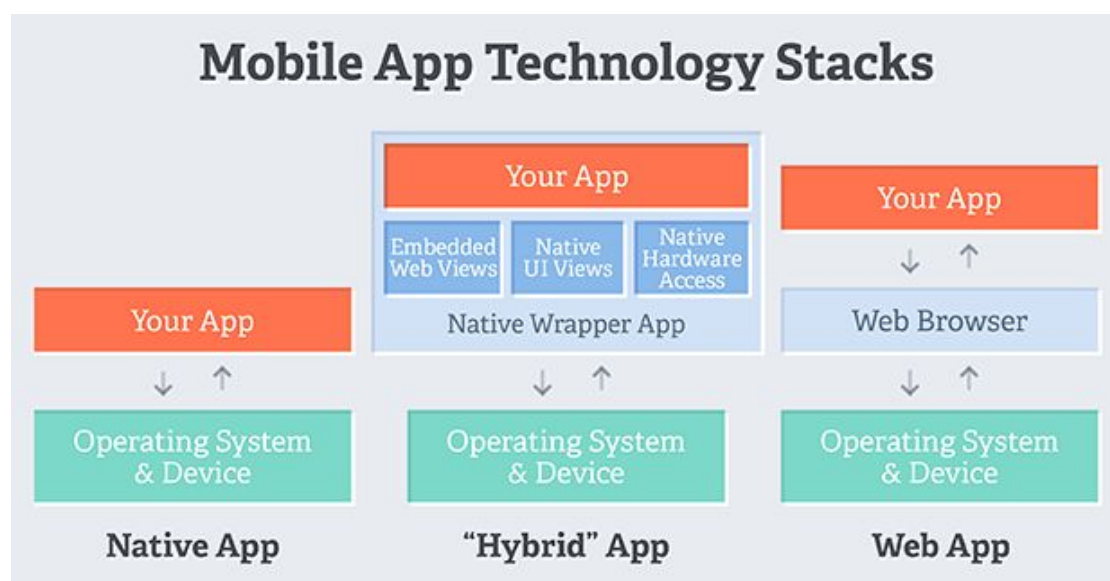 Mobile App Technology Stacks
Your App
Operating System
& Device
Native App
Your App
Embedded
Web Views
Native
UI Views
Native
Hardware
Access
Native Wrapper App
Operating System
& Device
“Hybrid” App
Your App
Web Browser
Operating System
& Device
Web App